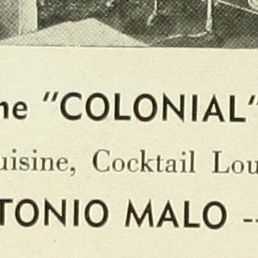 he "COLONIAL"
uisine, Cocktail Lou
TONIO MALO --